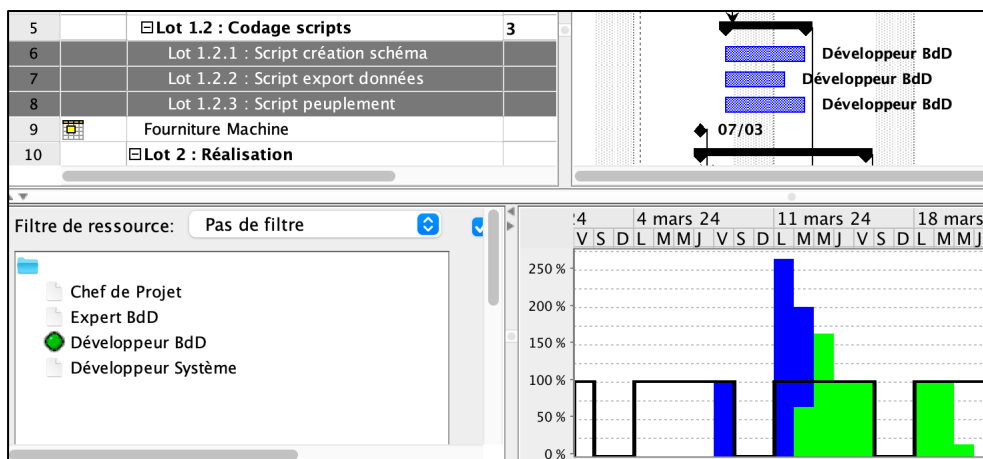 5 Lot 1.2 : Codage scripts 3
6 Lot 1.2.1 : Script création schéma Développeur BdD
7 Lot 1.2.2 : Script export données Développeur BdD
8 Lot 1.2.3 : Script peuplement Développeur BdD
9 Fourniture Machine 07/03
10 Lot 2 : Réalisation
Filtre de ressource: Pas de filtre
Chef de Projet
Expert BdD
Développeur BdD
Développeur Système
24 4 mars 24 11 mars 24 18 mars
V S D L M M J V S D L M M J V S D L M M J
250 %
200 %
150 %
100 %
50 %
0 %